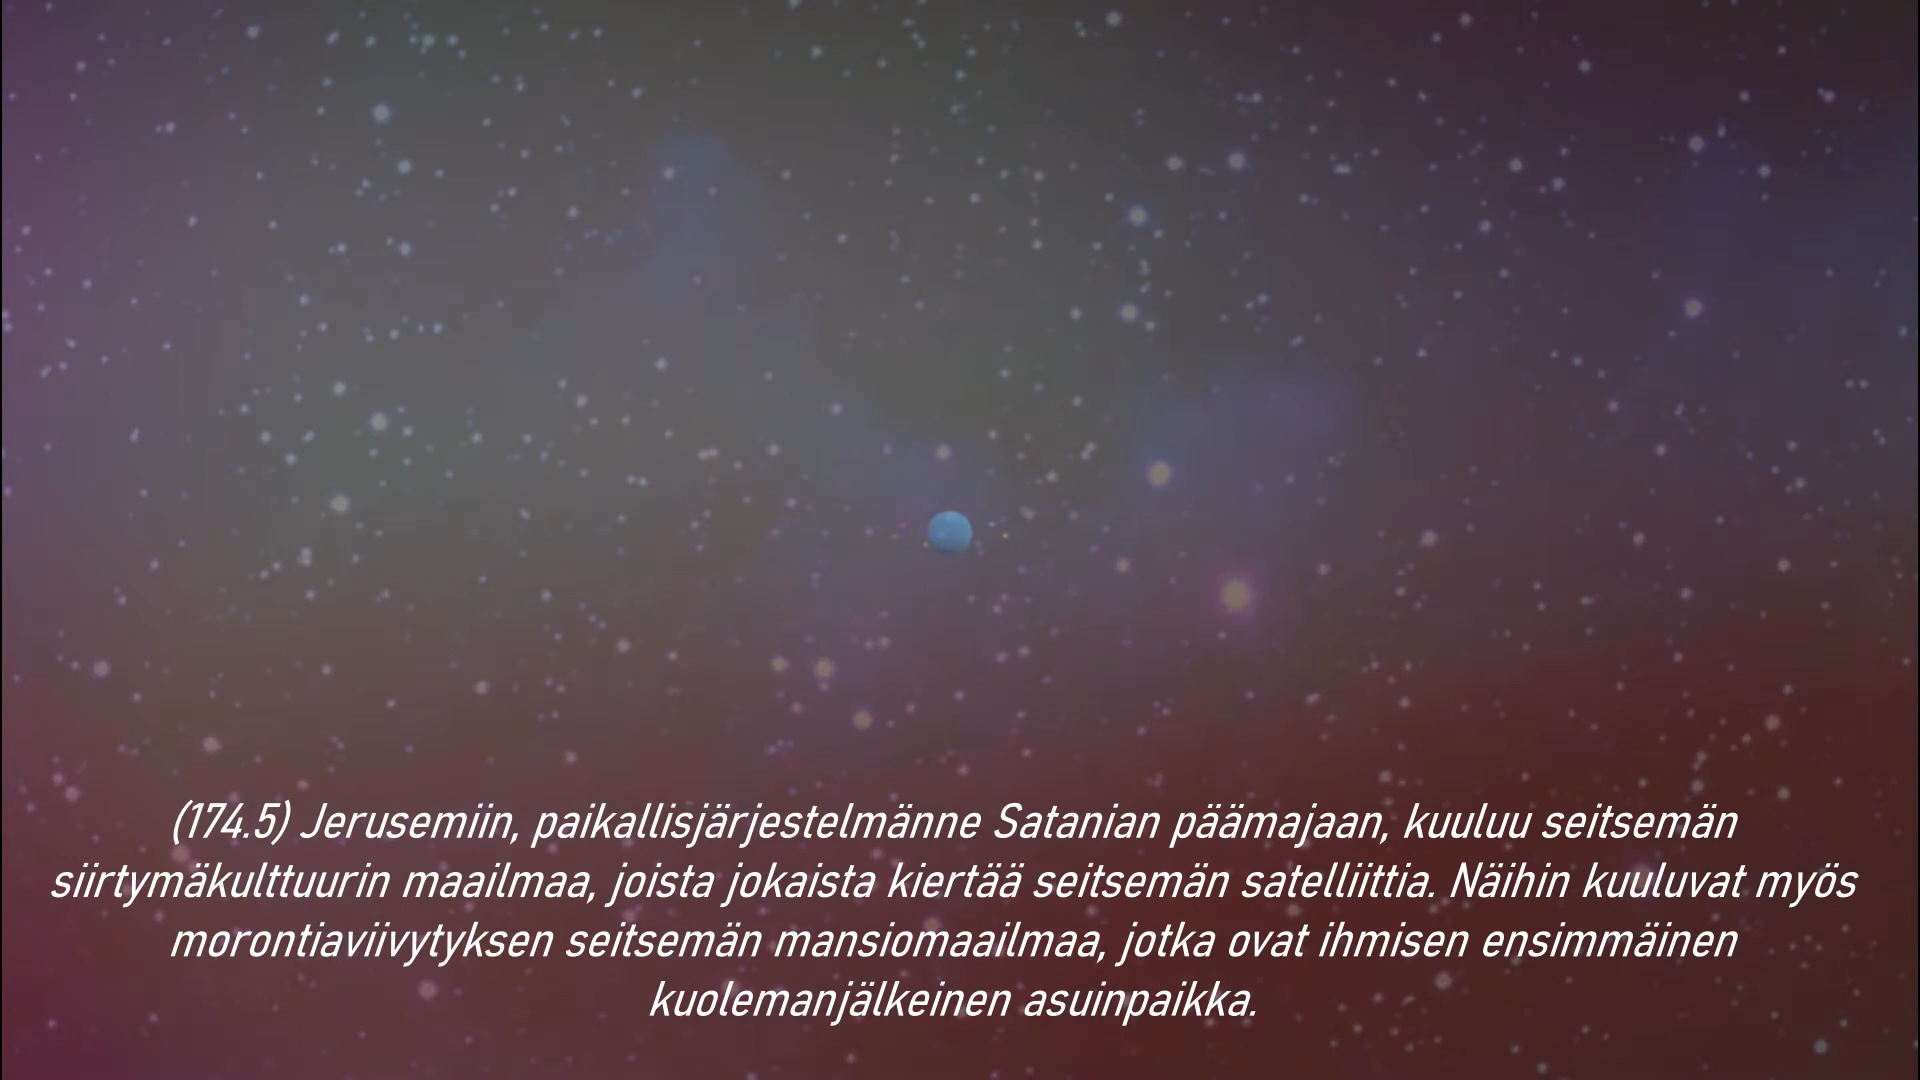 (174.5) Jerusemiin, paikallisjärjestelmänne Satanian päämajaan, kuuluu seitsemän
siirtymäkulttuurin maailmaa, joista jokaista kiertää seitsemän satelliittia. Näihin kuuluvat myös
morontiaviivytyksen seitsemän mansiomaailmaa, jotka ovat ihmisen ensimmäinen
kuolemanjälkeinen asuinpaikka.